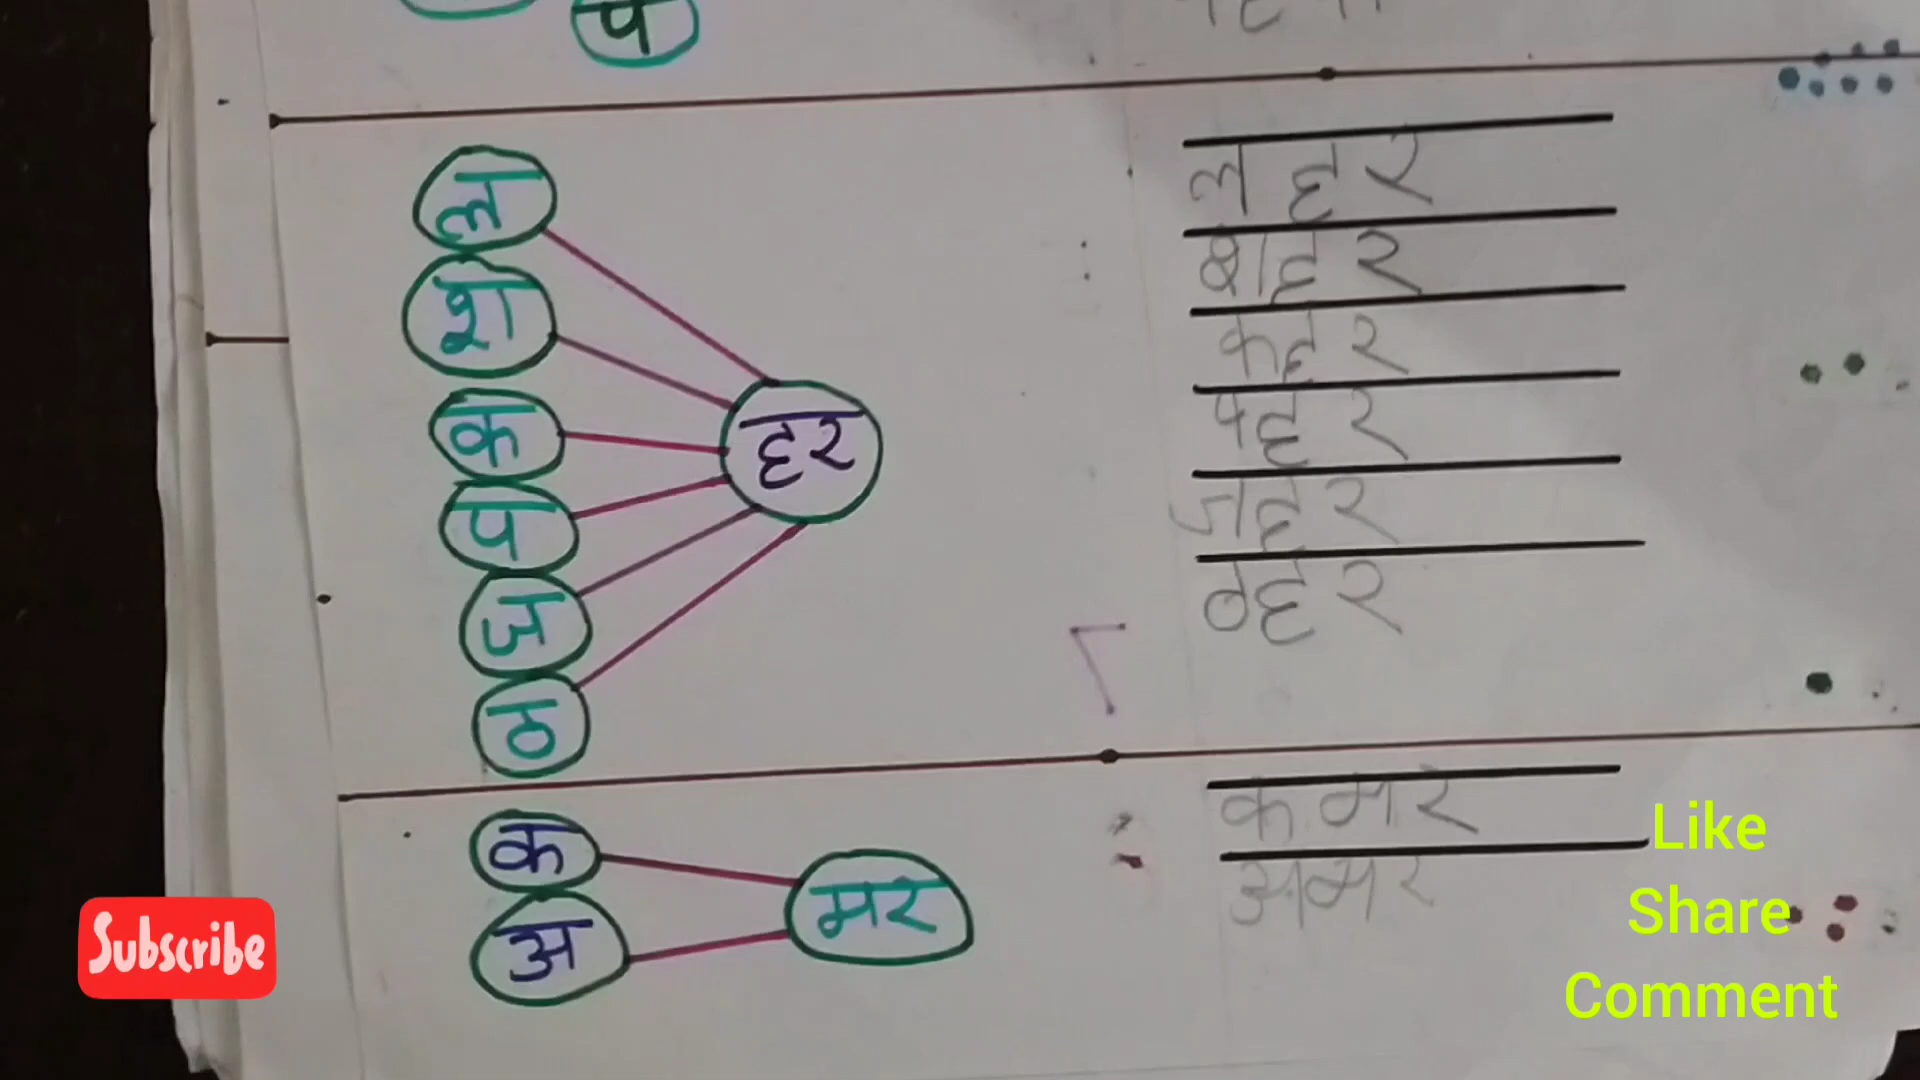 प
ल
श
क
प
ज
ठ
हर
लहर
शहर
कहर
पहर
जहर
ठहर
क
अ
मर
कमर
अमर
Subscribe
Like
Share
Comment